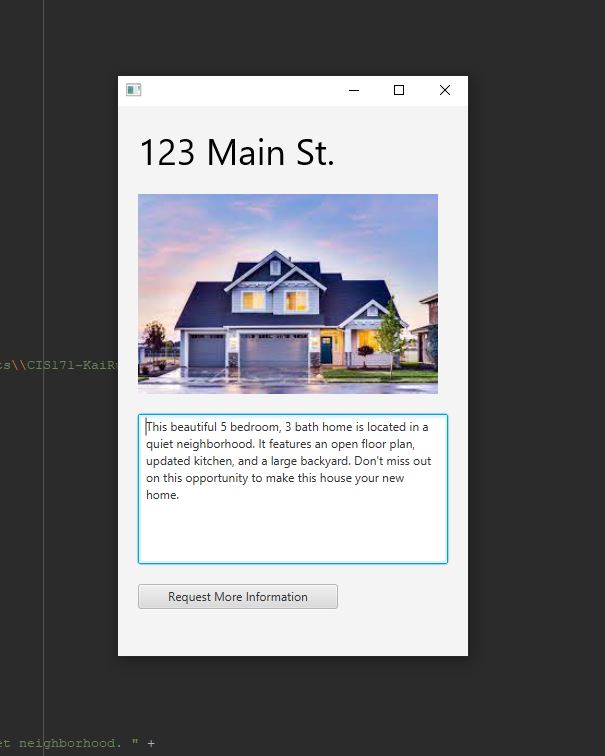 123 Main St.
ts\\CIS171-KaiR
This beautiful 5 bedroom, 3 bath home is located in a
quiet neighborhood. It features an open floor plan,
updated kitchen, and a large backyard. Don't miss out
on this opportunity to make this house your new
home.
Request More Information
et neighborhood. " +